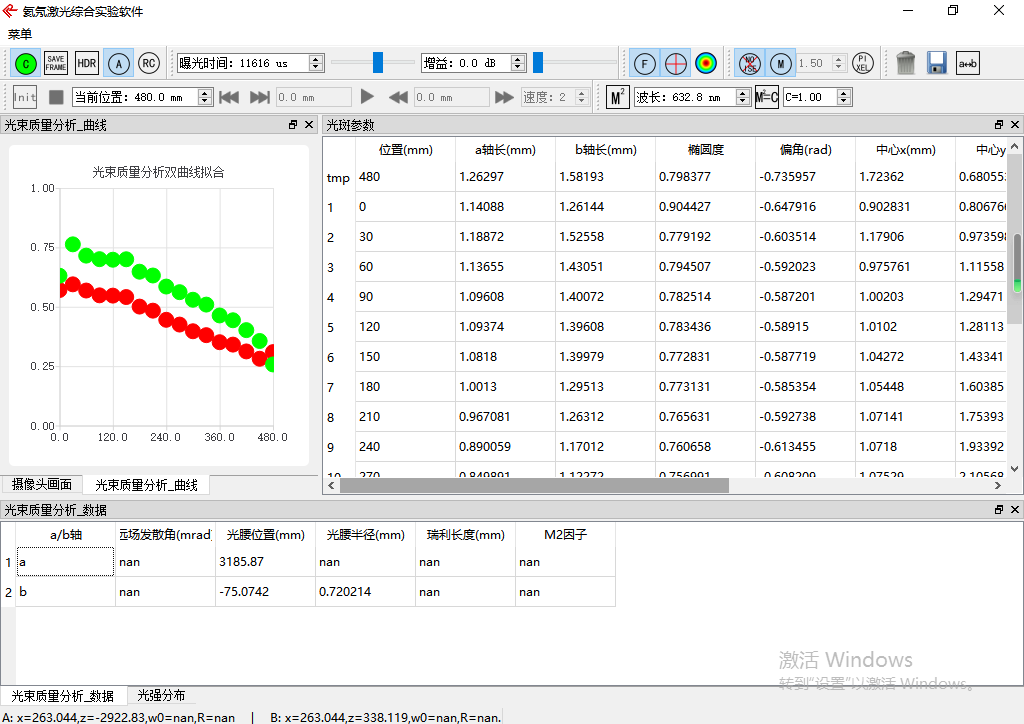 氦氖激光综合实验软件
菜单
C SAVE FRAME HDR A RC 曝光时间: 11616 us 增益: 0.0 dB F NO ISE M 1.50 PI XEL a↔b
Init 当前位置: 480.0 mm 0.0 mm 0.0 mm 速度: 2 M² 波长: 632.8 nm M²=C C=1.00
光束质量分析_曲线
光束质量分析双曲线拟合
1.00
0.75
0.50
0.25
0.00
0.0 120.0 240.0 360.0 480.0
摄像头画面 光束质量分析_曲线
光斑参数
位置(mm) a轴长(mm) b轴长(mm) 椭圆度 偏角(rad) 中心x(mm) 中心y
tmp 480 1.26297 1.58193 0.798377 -0.735957 1.72362 0.68055
1 0 1.14088 1.26144 0.904427 -0.647916 0.902831 0.80676
2 30 1.18872 1.52558 0.779192 -0.603514 1.17906 0.97359
3 60 1.13655 1.43051 0.794507 -0.592023 0.975761 1.11558
4 90 1.09608 1.40072 0.782514 -0.587201 1.00203 1.29471
5 120 1.09374 1.39608 0.783436 -0.58915 1.0102 1.28113
6 150 1.0818 1.39979 0.772831 -0.587719 1.04272 1.43341
7 180 1.0013 1.29513 0.773131 -0.585354 1.05448 1.60385
8 210 0.967081 1.26312 0.765631 -0.592738 1.07141 1.75393
9 240 0.890059 1.17012 0.760658 -0.613455 1.0718 1.93392
10 270 0.849891 1.12272 0.756991 -0.608209 1.07529 2.10568
光束质量分析_数据
a/b轴 远场发散角(mrad) 光腰位置(mm) 光腰半径(mm) 瑞利长度(mm) M2因子
1 a nan 3185.87 nan nan nan
2 b nan -75.0742 0.720214 nan nan
激活 Windows
转到"设置"以激活 Windows。
光束质量分析_数据 光强分布
A: x=263.044,z=-2922.83,w0=nan,R=nan | B: x=263.044,z=338.119,w0=nan,R=nan.